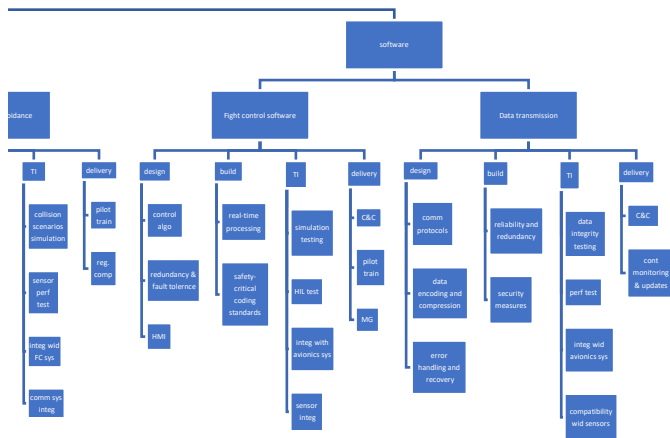 software
oidance
Fight control software
Data transmission
TI
delivery
design
build
TI
delivery
design
build
TI
delivery
collision
scenarios
simulation
sensor
perf
test
integ wid
FC sys
comm sys
integ
pilot
train
reg.
comp
control
algo
redundancy &
fault tolernce
HMI
real-time
processing
safety-
critical
coding
standards
simulation
testing
HIL test
integ with
avionics sys
sensor
integ
C&C
pilot
train
MG
comm
protocols
data
encoding and
compression
error
handling and
recovery
reliability and
redundancy
security
measures
data
integrity
testing
perf test
integ wid
avionics sys
compatibility
wid sensors
C&C
cont
monitoring
& updates